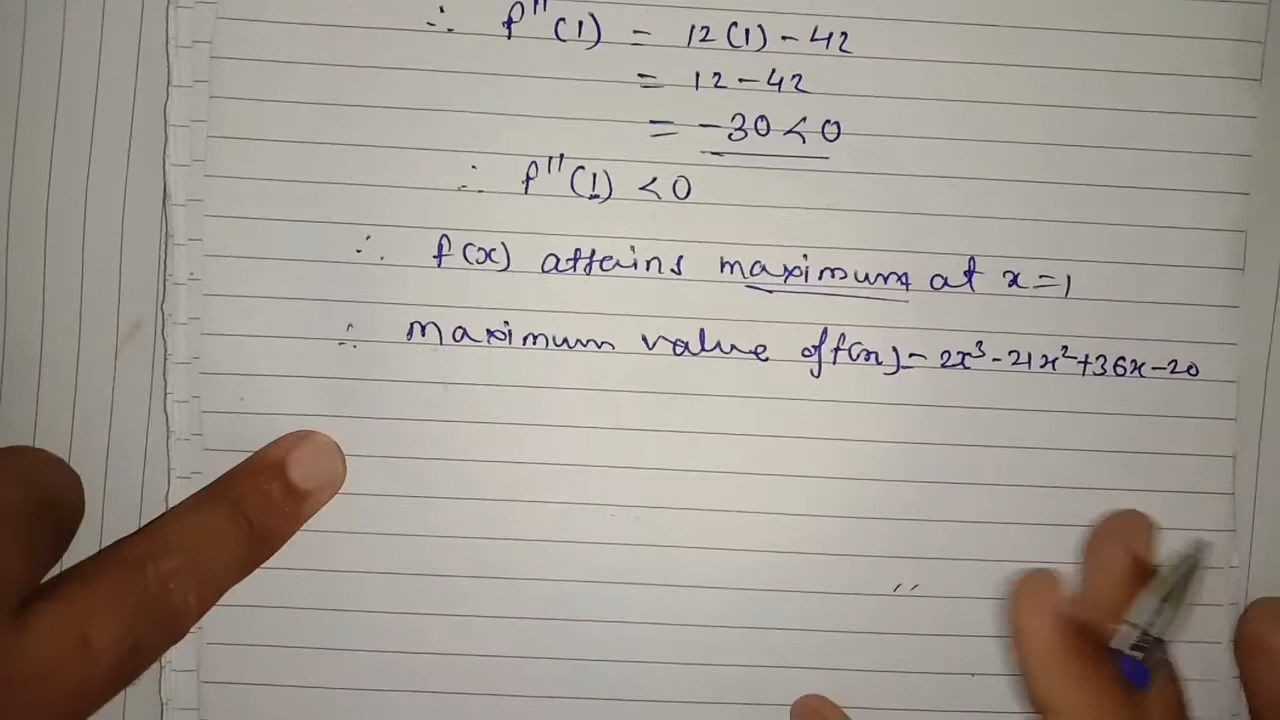 ∴ f''(1) = 12(1) - 42
= 12 - 42
= -30 < 0
∴ f''(1) < 0
∴ f(x) attains maximum at x=1
∴ Maximum value of f(x) = 2x³-21x²+36x-20